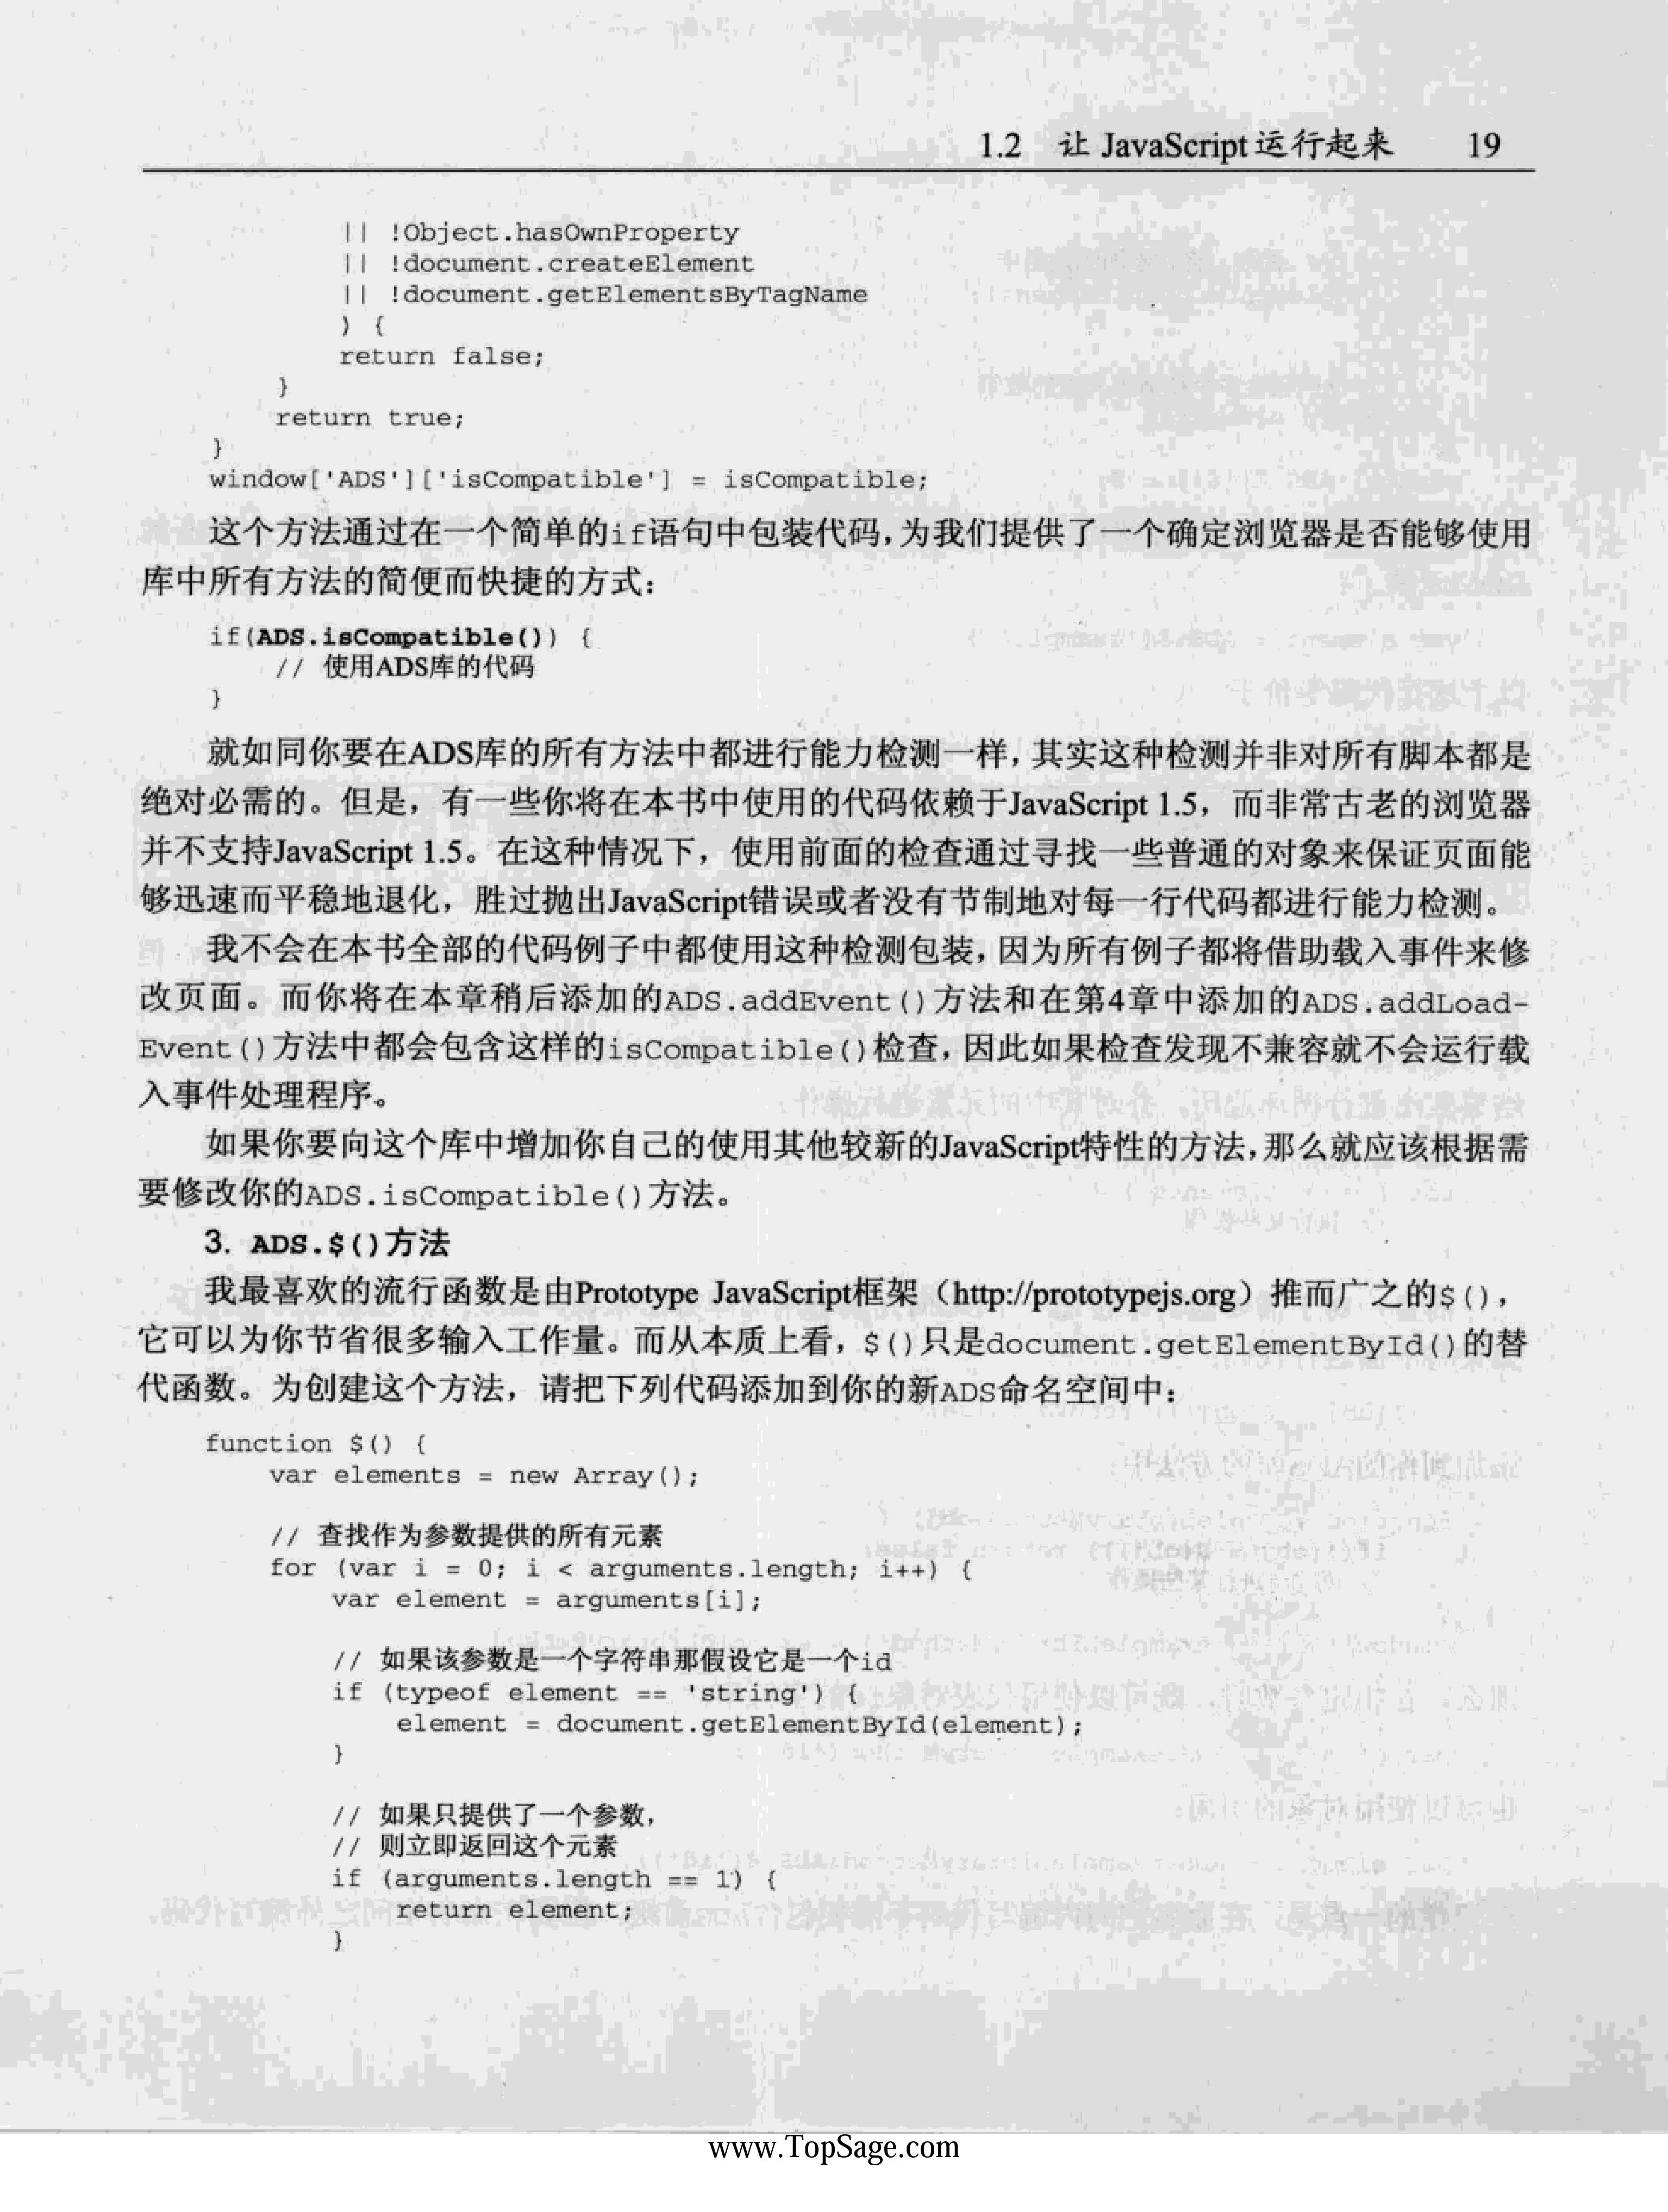 1.2 让 JavaScript 运行起来 19
|| !Object.hasOwnProperty
|| !document.createElement
|| !document.getElementsByTagName
) {
return false;
}
return true;
}
window['ADS']['isCompatible'] = isCompatible;
这个方法通过在一个简单的if语句中包装代码，为我们提供了一个确定浏览器是否能够使用
库中所有方法的简便而快捷的方式：
if(ADS.isCompatible()) {
// 使用ADS库的代码
}
就如同你要在ADS库的所有方法中都进行能力检测一样，其实这种检测并非对所有脚本都是
绝对必需的。但是，有一些你将在本书中使用的代码依赖于JavaScript 1.5，而非常古老的浏览器
并不支持JavaScript 1.5。在这种情况下，使用前面的检查通过寻找一些普通的对象来保证页面能
够迅速而平稳地退化，胜过抛出JavaScript错误或者没有节制地对每一行代码都进行能力检测。
我不会在本书全部的代码例子中都使用这种检测包装，因为所有例子都将借助载入事件来修
改页面。而你将在本章稍后添加的ADS.addEvent()方法和在第4章中添加的ADS.addLoad-
Event()方法中都会包含这样的isCompatible()检查，因此如果检查发现不兼容就不会运行载
入事件处理程序。
如果你要向这个库中增加你自己的使用其他较新的JavaScript特性的方法，那么就应该根据需
要修改你的ADS.isCompatible()方法。
3. ADS.$()方法
我最喜欢的流行函数是由Prototype JavaScript框架（http://prototypejs.org）推而广之的$()，
它可以为你节省很多输入工作量。而从本质上看，$()只是document.getElementById()的替
代函数。为创建这个方法，请把下列代码添加到你的新ADS命名空间中：
function $() {
var elements = new Array();
// 查找作为参数提供的所有元素
for (var i = 0; i < arguments.length; i++) {
var element = arguments[i];
// 如果该参数是一个字符串那假设它是一个id
if (typeof element == 'string') {
element = document.getElementById(element);
}
// 如果只提供了一个参数，
// 则立即返回这个元素
if (arguments.length == 1) {
return element;
}
www.TopSage.com